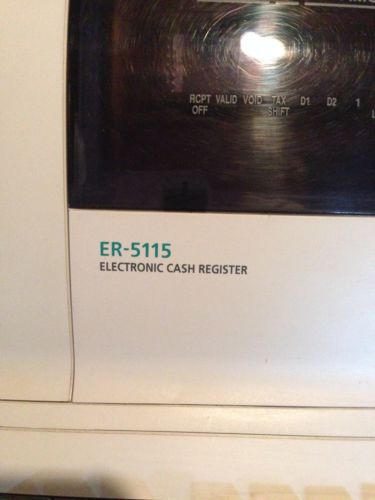 RCPT VALID VOID TAX D1 D2 1
OFF SHIFT
ER-5115
ELECTRONIC CASH REGISTER